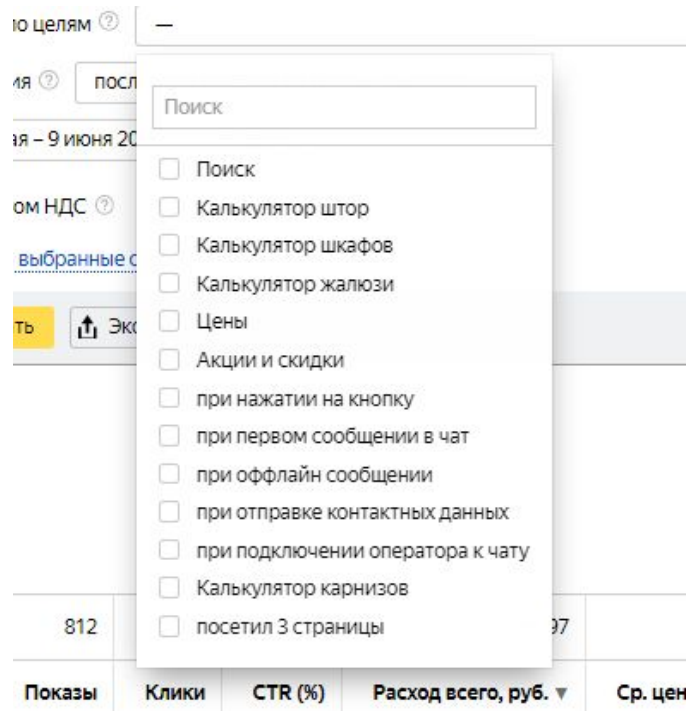 по целям —
ия посл
Поиск
ая – 9 июня 20
Поиск
ом НДС
Калькулятор штор
Калькулятор шкафов
выбранные с
Калькулятор жалюзи
ть Экс
Цены
Акции и скидки
при нажатии на кнопку
при первом сообщении в чат
при оффлайн сообщении
при отправке контактных данных
при подключении оператора к чату
Калькулятор карнизов
812 посетил 3 страницы 97
Показы Клики CTR (%) Расход всего, руб. ▼ Ср. цен